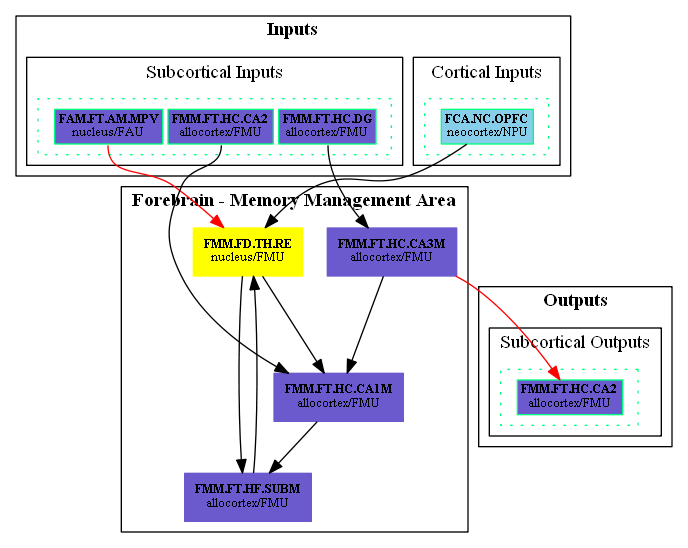 Inputs
Subcortical Inputs
Cortical Inputs
FAM.FT.AM.MPV
nucleus/FAU
FMM.FT.HC.CA2
allocortex/FMU
FMM.FT.HC.DG
allocortex/FMU
FCA.NC.OPFC
neocortex/NPU
Forebrain - Memory Management Area
FMM.FD.TH.RE
nucleus/FMU
FMM.FT.HC.CA3M
allocortex/FMU
Outputs
Subcortical Outputs
FMM.FT.HC.CA1M
allocortex/FMU
FMM.FT.HC.CA2
allocortex/FMU
FMM.FT.HF.SUBM
allocortex/FMU